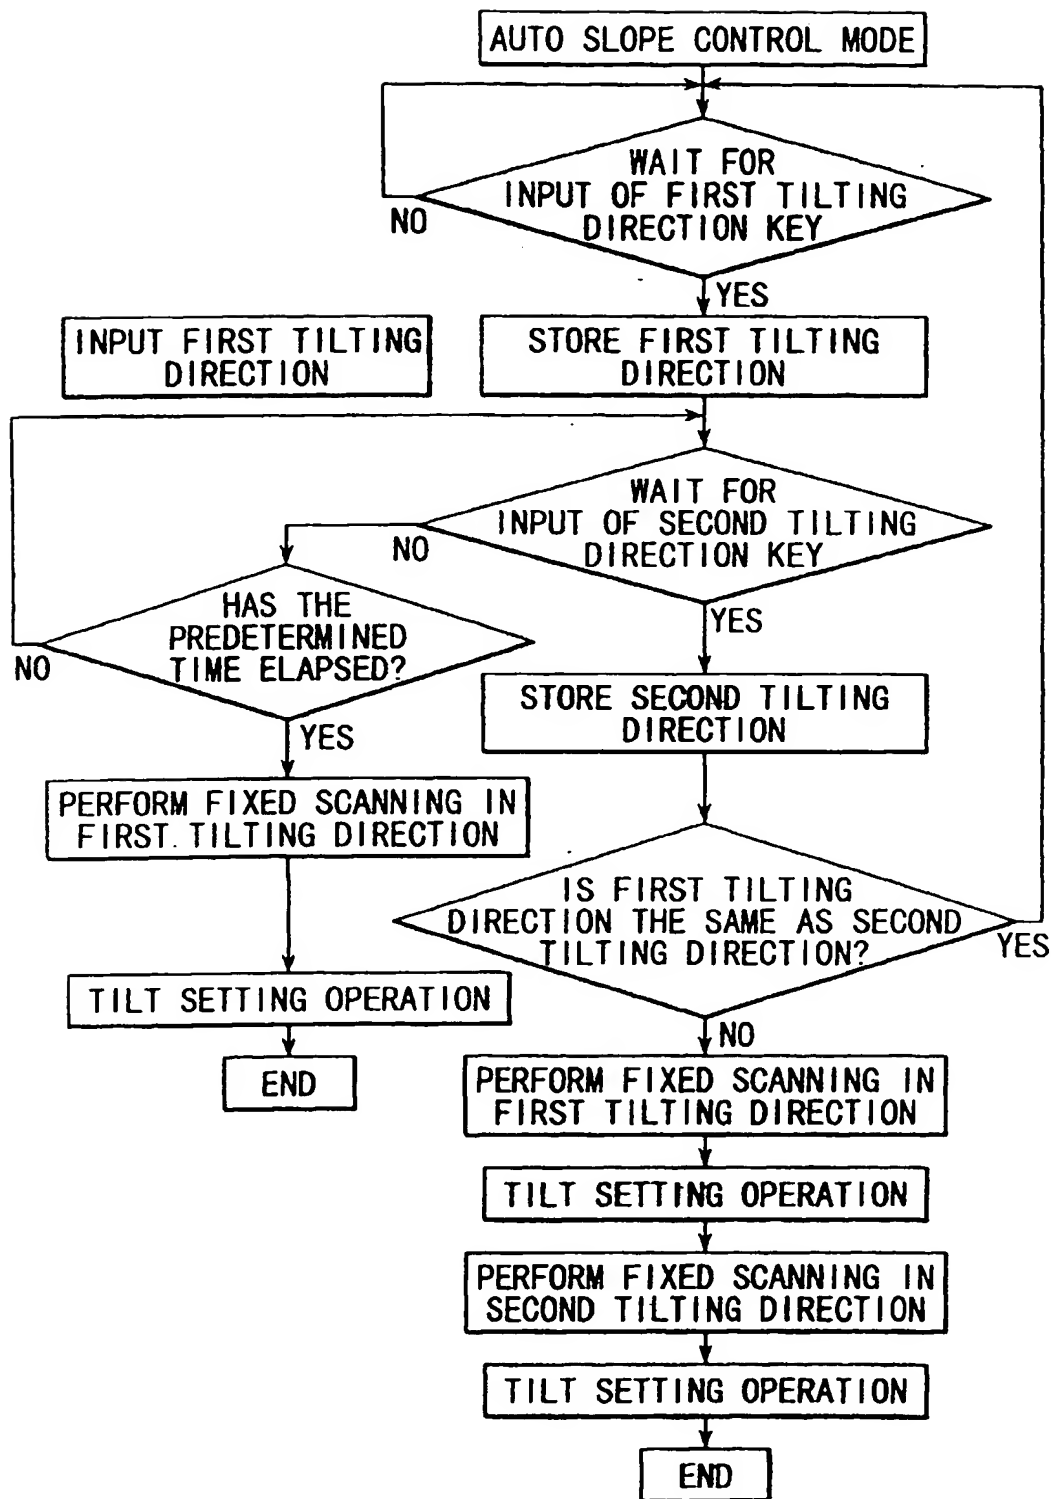 AUTO SLOPE CONTROL MODE
WAIT FOR
INPUT OF FIRST TILTING
DIRECTION KEY
NO
YES
INPUT FIRST TILTING
DIRECTION
STORE FIRST TILTING
DIRECTION
WAIT FOR
INPUT OF SECOND TILTING
DIRECTION KEY
NO
YES
HAS THE
PREDETERMINED
TIME ELAPSED?
NO
YES
STORE SECOND TILTING
DIRECTION
PERFORM FIXED SCANNING IN
FIRST TILTING DIRECTION
IS FIRST TILTING
DIRECTION THE SAME AS SECOND
TILTING DIRECTION?
YES
NO
TILT SETTING OPERATION
END
PERFORM FIXED SCANNING IN
FIRST TILTING DIRECTION
TILT SETTING OPERATION
PERFORM FIXED SCANNING IN
SECOND TILTING DIRECTION
TILT SETTING OPERATION
END